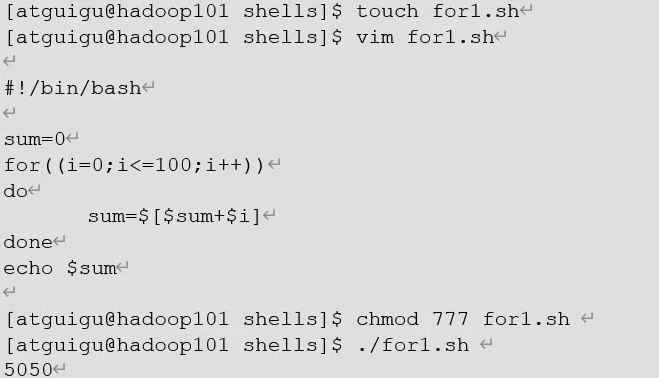 [atguigu@hadoop101 shells]$ touch for1.sh↵
[atguigu@hadoop101 shells]$ vim for1.sh↵
↵
#!/bin/bash↵
↵
sum=0↵
for((i=0;i<=100;i++))↵
do↵
        sum=$[$sum+$i]↵
done↵
echo $sum↵
↵
[atguigu@hadoop101 shells]$ chmod 777 for1.sh ↵
[atguigu@hadoop101 shells]$ ./for1.sh ↵
5050↵